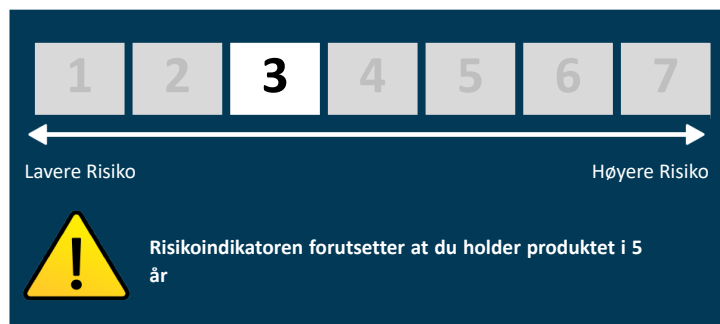 1 2 3 4 5 6 7
Lavere Risiko Høyere Risiko
Risikoindikatoren forutsetter at du holder produktet i 5
år